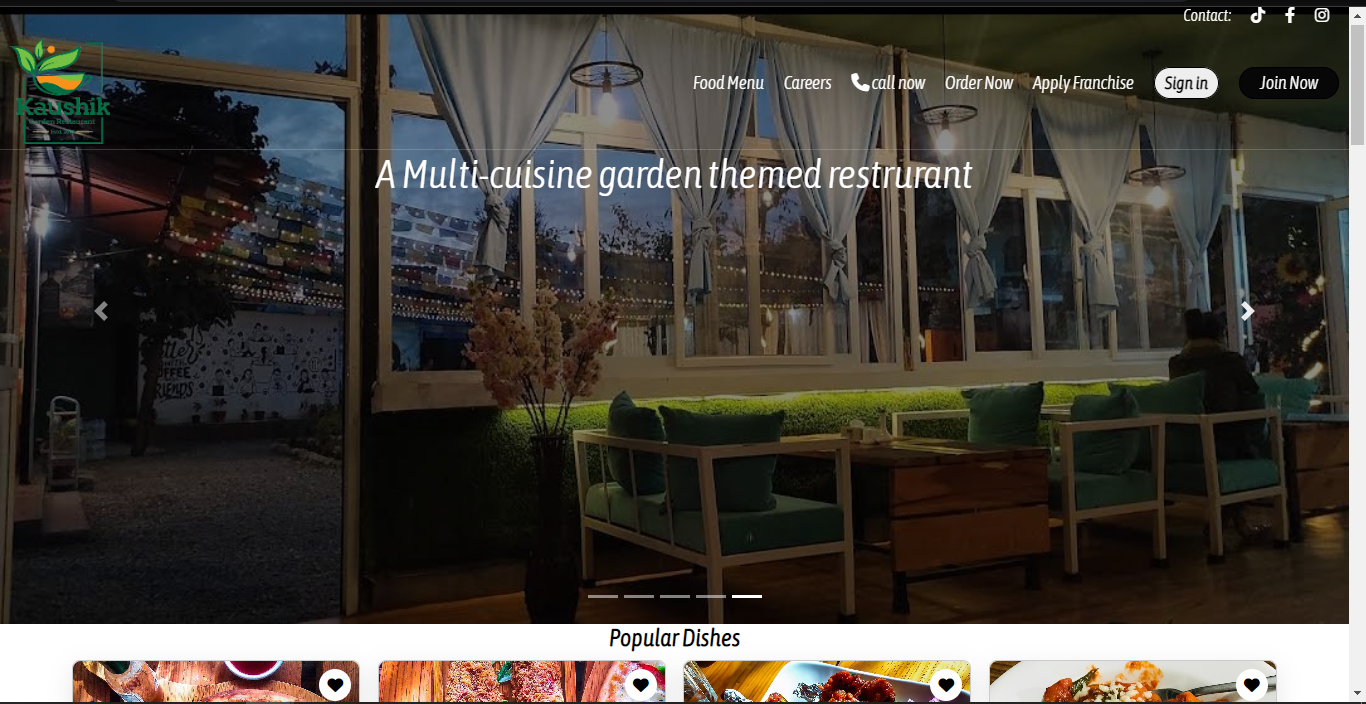 Contact:
Food Menu Careers call now Order Now Apply Franchise Sign in Join Now
Kaushik
Garden Restaurant
A Multi-cuisine garden themed restrurant
COFFEE
Popular Dishes